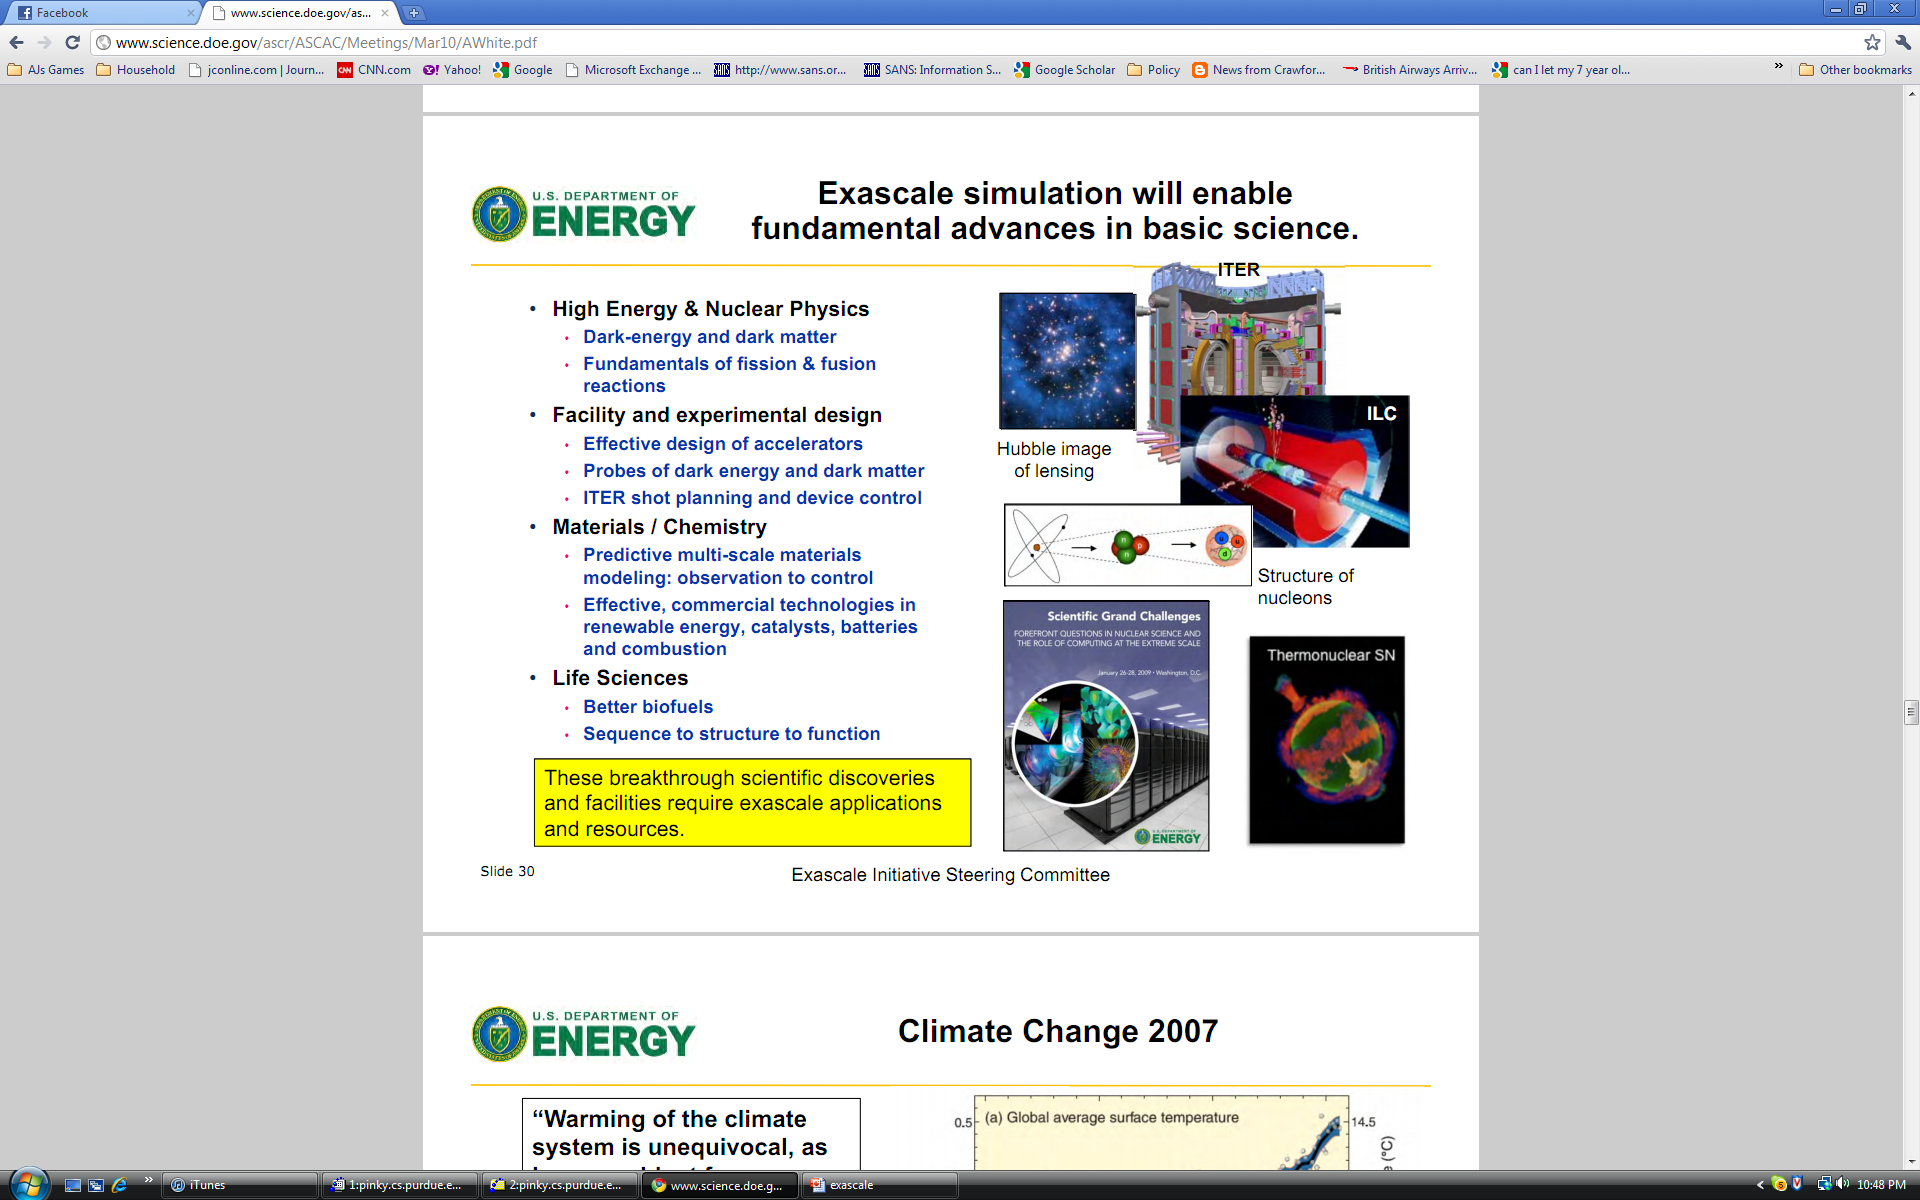 Facebook
www.science.doe.gov/as...
www.science.doe.gov/ascr/ASCAC/Meetings/Mar10/AWhite.pdf
AJs Games
Household
jconline.com | Journ...
CNN.com
Yahoo!
Google
Microsoft Exchange ...
http://www.sans.or...
SANS: Information S...
Google Scholar
Policy
News from Crawfor...
British Airways Arriv...
can I let my 7 year ol...
»
Other bookmarks
U.S. DEPARTMENT OF
ENERGY
Exascale simulation will enable
fundamental advances in basic science.
• High Energy & Nuclear Physics
• Dark-energy and dark matter
• Fundamentals of fission & fusion
reactions
• Facility and experimental design
• Effective design of accelerators
• Probes of dark energy and dark matter
• ITER shot planning and device control
• Materials / Chemistry
• Predictive multi-scale materials
modeling: observation to control
• Effective, commercial technologies in
renewable energy, catalysts, batteries
and combustion
• Life Sciences
• Better biofuels
• Sequence to structure to function
These breakthrough scientific discoveries
and facilities require exascale applications
and resources.
ITER
Hubble image
of lensing
ILC
n
p
n
u
u
d
Structure of
nucleons
Scientific Grand Challenges
FOREFRONT QUESTIONS IN NUCLEAR SCIENCE AND
THE ROLE OF COMPUTING AT THE EXTREME SCALE
January 26-28, 2009 • Washington, D.C.
U.S. DEPARTMENT OF
ENERGY
Thermonuclear SN
Slide 30
Exascale Initiative Steering Committee
U.S. DEPARTMENT OF
ENERGY
Climate Change 2007
“Warming of the climate
system is unequivocal, as
0.5
(a) Global average surface temperature
14.5
(°C)
»
iTunes
1:pinky.cs.purdue.e...
2:pinky.cs.purdue.e...
www.science.doe.g...
exascale
10:48 PM